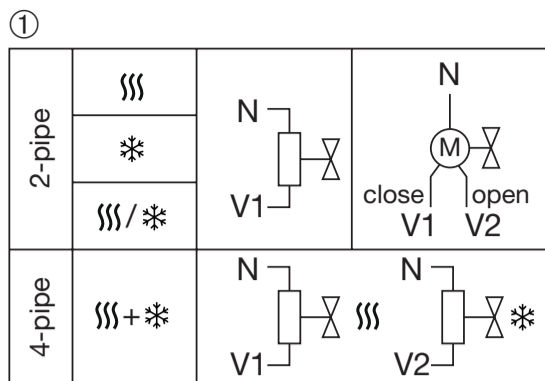 ①
2-pipe
N
V1
N
M
close open
V1 V2
/
4-pipe
+
N
V1
N
V2